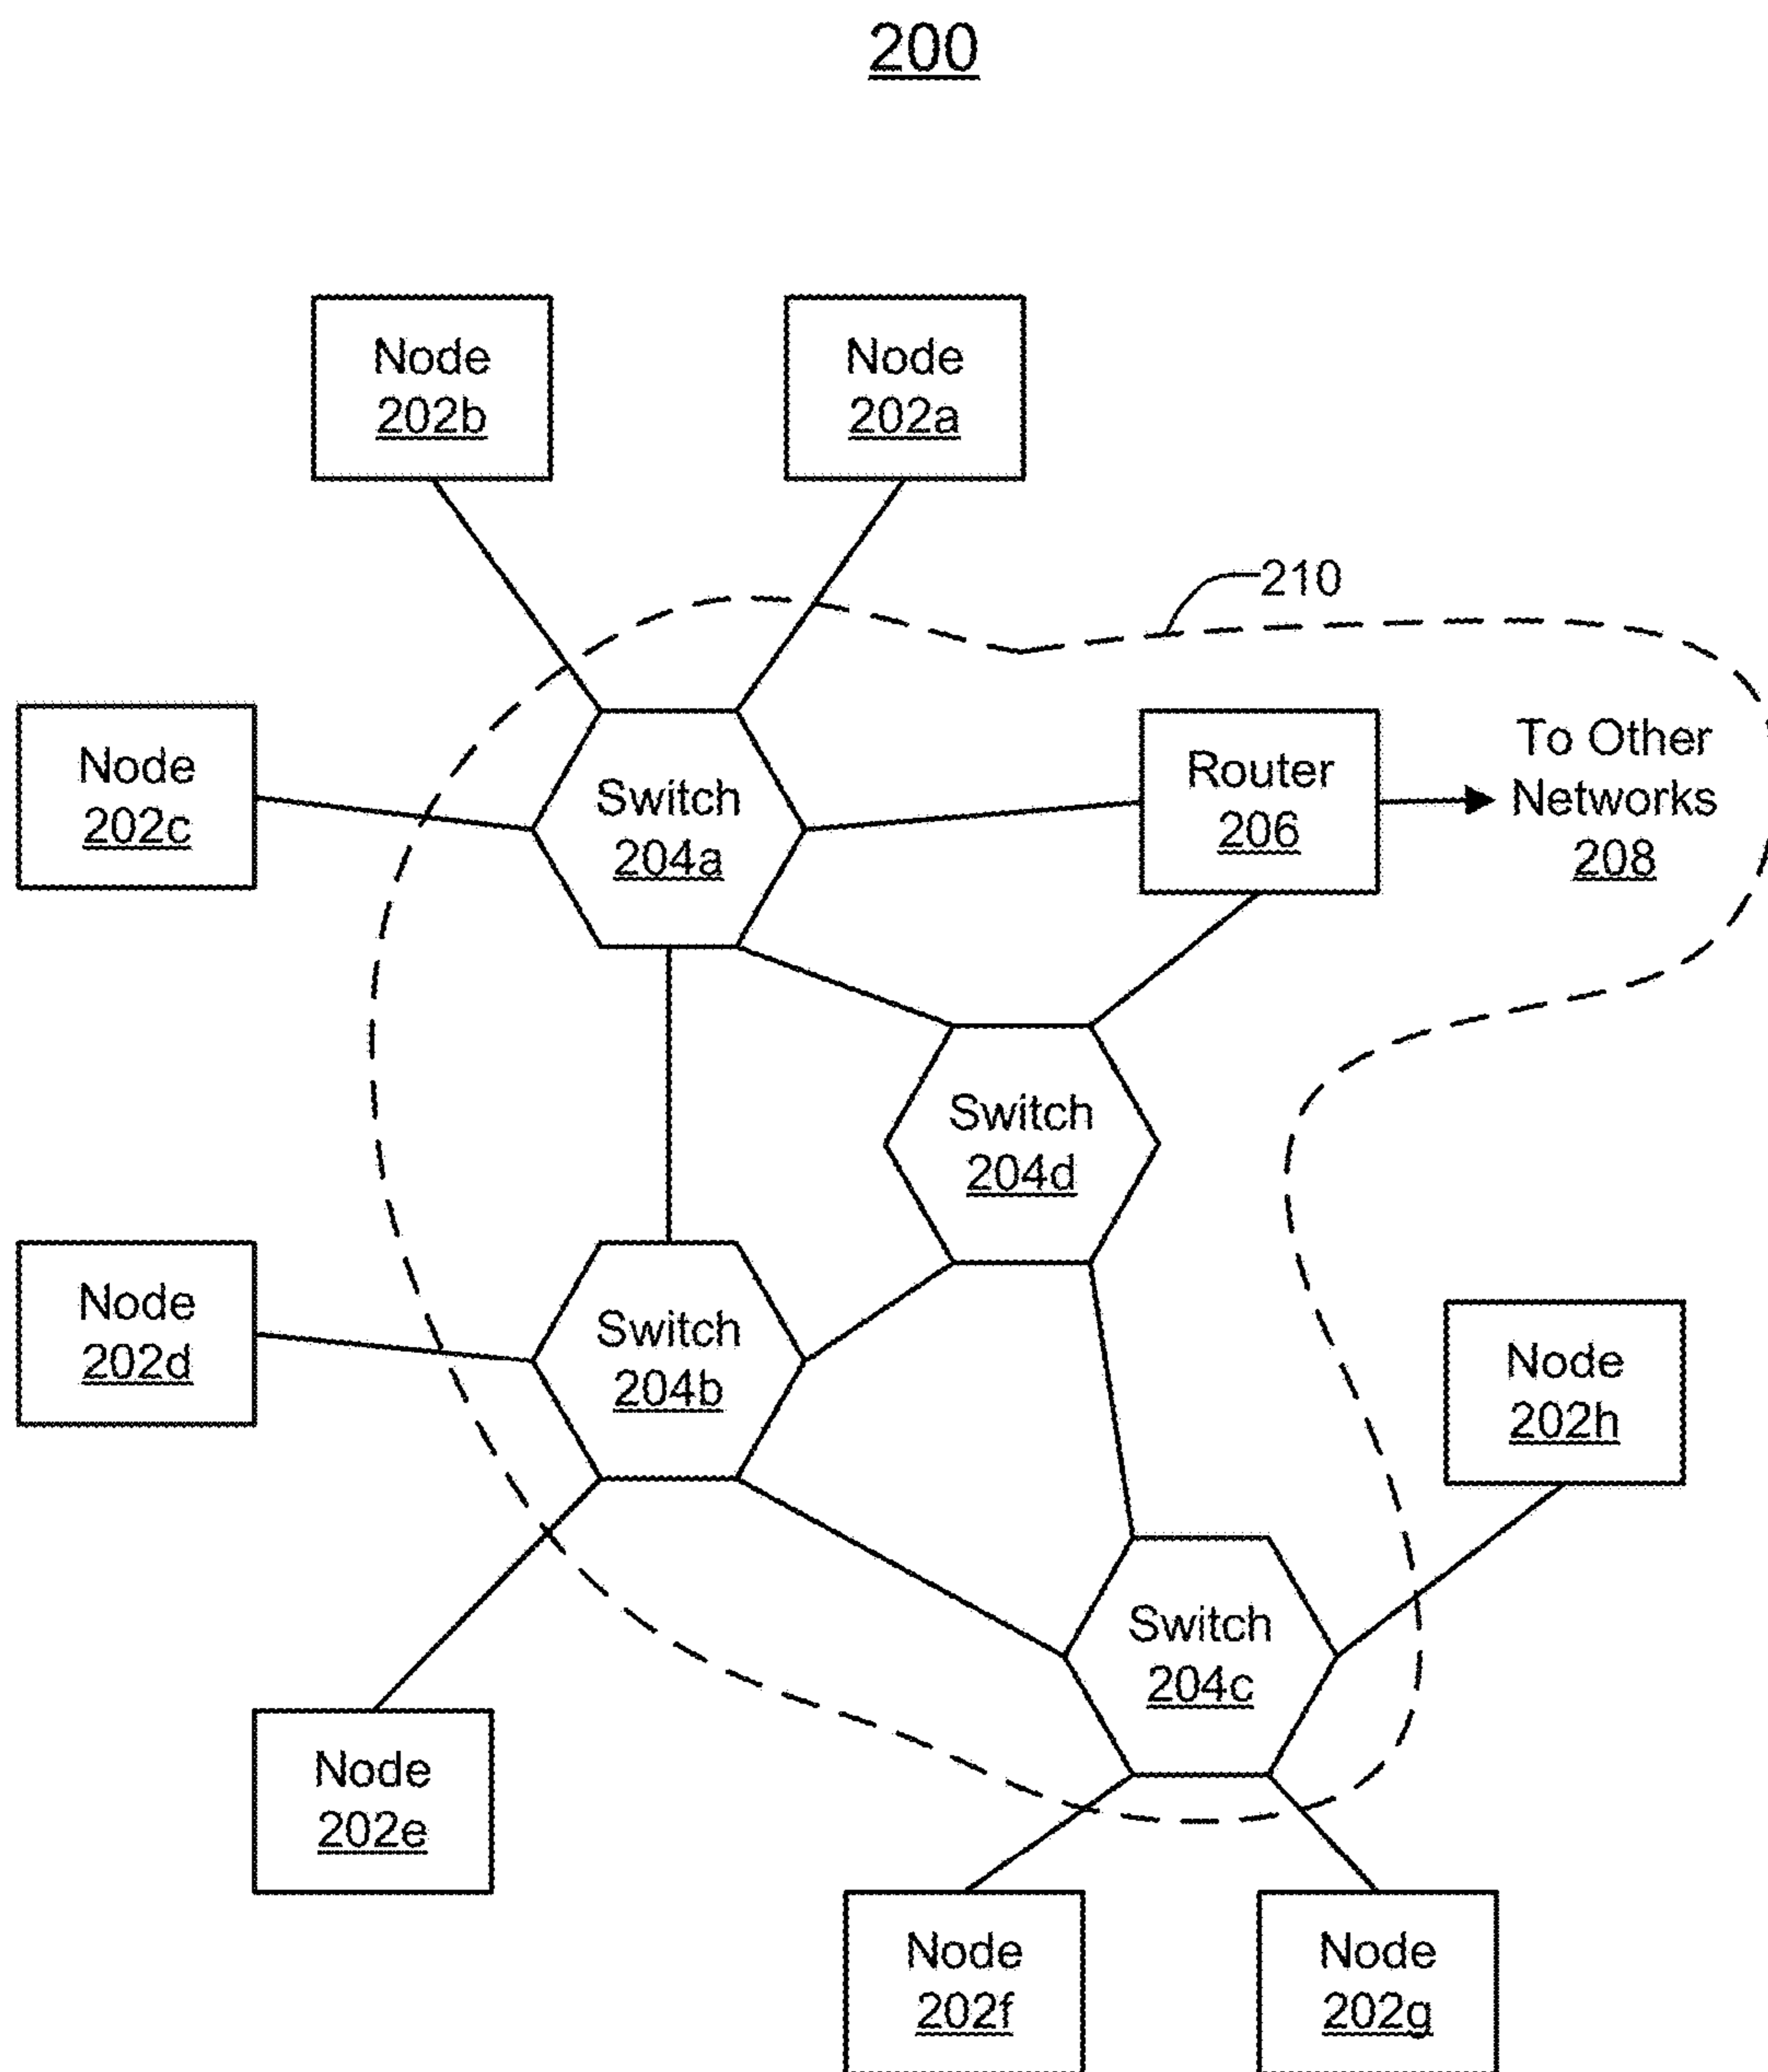 200
Node
202b
Node
202a
210
Node
202c
Switch
204a
Router
206
To Other
Networks
208
Switch
204d
Node
202d
Switch
204b
Node
202h
Switch
204c
Node
202e
Node
202f
Node
202g